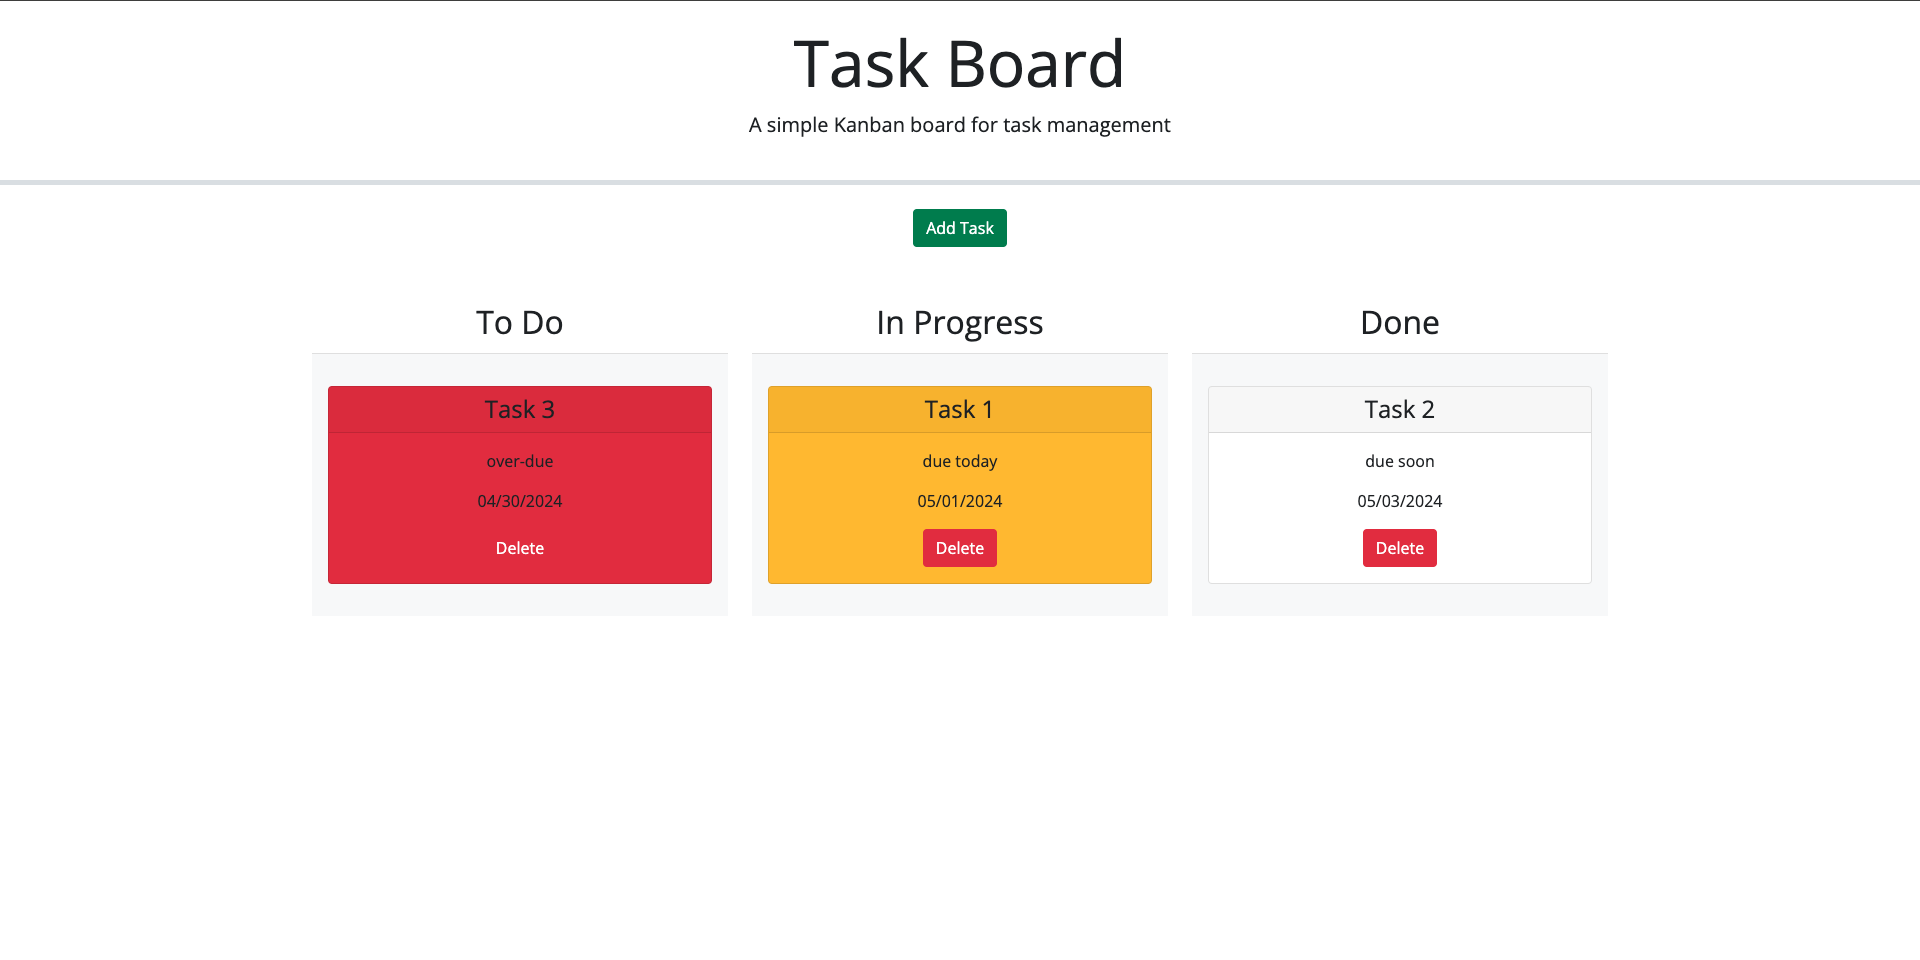 Task Board
A simple Kanban board for task management
Add Task
To Do
Task 3
over-due
04/30/2024
Delete
In Progress
Task 1
due today
05/01/2024
Delete
Done
Task 2
due soon
05/03/2024
Delete